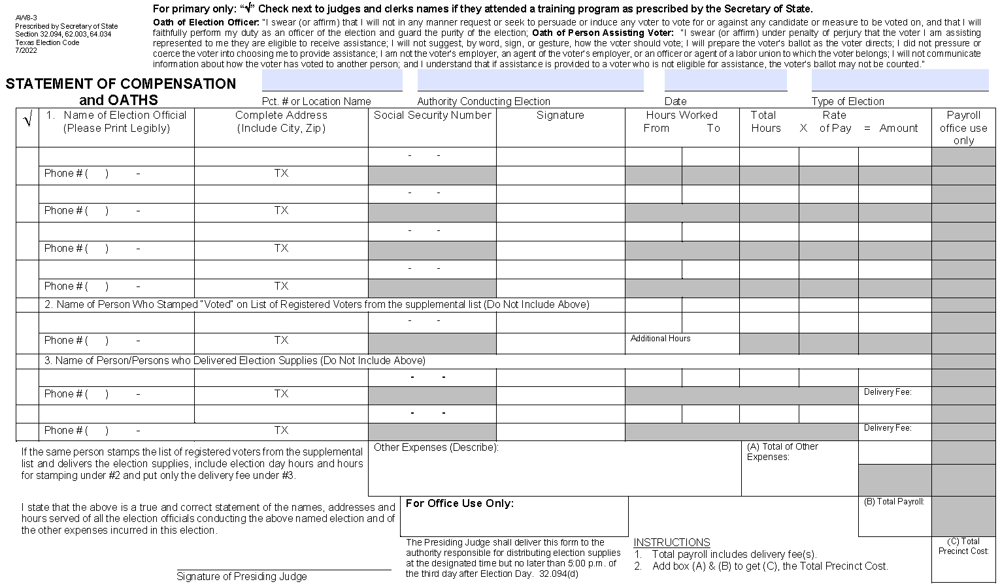 AW8-3
Prescribed by Secretary of State
Section 32.094, 62.003, 64.034
Texas Election Code
7/2022
For primary only: “√” Check next to judges and clerks names if they attended a training program as prescribed by the Secretary of State.
Oath of Election Officer: “I swear (or affirm) that I will not in any manner request or seek to persuade or induce any voter to vote for or against any candidate or measure to be voted on, and that I will
faithfully perform my duty as an officer of the election and guard the purity of the election; Oath of Person Assisting Voter: “I swear (or affirm) under penalty of perjury that the voter I am assisting
represented to me they are eligible to receive assistance; I will not suggest, by word, sign, or gesture, how the voter should vote; I will prepare the voter’s ballot as the voter directs; I did not pressure or
coerce the voter into choosing me to provide assistance; I am not the voter’s employer, an agent of the voter’s employer, or an officer or agent of a labor union to which the voter belongs; I will not communicate
information about how the voter has voted to another person; and I understand that if assistance is provided to a voter who is not eligible for assistance, the voter’s ballot may not be counted.”
STATEMENT OF COMPENSATION
and OATHS
Pct. # or Location Name Authority Conducting Election Date Type of Election
√ 1. Name of Election Official Complete Address Social Security Number Signature Hours Worked Total Rate Payroll
(Please Print Legibly) (Include City, Zip) From To Hours X of Pay = Amount office use
only
- -
Phone # ( ) - TX
- -
Phone # ( ) - TX
- -
Phone # ( ) - TX
- -
Phone # ( ) - TX
2. Name of Person Who Stamped “Voted” on List of Registered Voters from the supplemental list (Do Not Include Above)
- -
Phone # ( ) - TX Additional Hours
3. Name of Person/Persons who Delivered Election Supplies (Do Not Include Above)
- -
Phone # ( ) - TX Delivery Fee:
- -
Phone # ( ) - TX Delivery Fee:
If the same person stamps the list of registered voters from the supplemental
list and delivers the election supplies, include election day hours and hours
for stamping under #2 and put only the delivery fee under #3.
Other Expenses (Describe):
(A) Total of Other
Expenses:
I state that the above is a true and correct statement of the names, addresses and
hours served of all the election officials conducting the above named election and of
the other expenses incurred in this election.
For Office Use Only:
(B) Total Payroll:
The Presiding Judge shall deliver this form to the
authority responsible for distributing election supplies
at the designated time but no later than 5:00 p.m. of
the third day after Election Day. 32.094(d)
INSTRUCTIONS
1. Total payroll includes delivery fee(s).
2. Add box (A) & (B) to get (C), the Total Precinct Cost.
(C) Total
Precinct Cost:
Signature of Presiding Judge